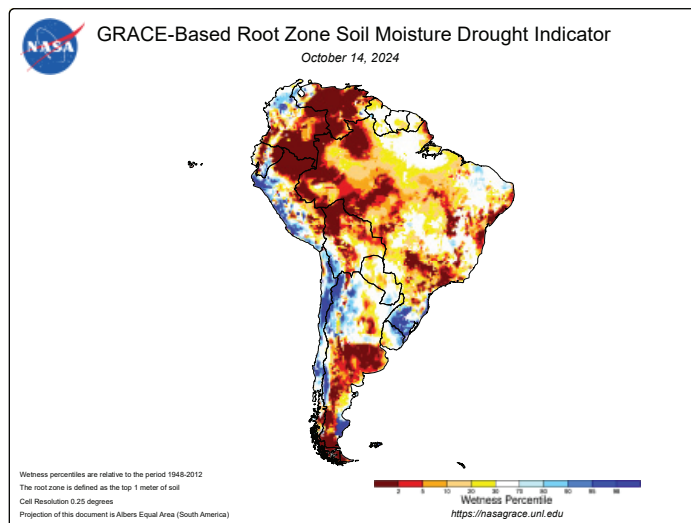 NASA
GRACE-Based Root Zone Soil Moisture Drought Indicator
October 14, 2024
Wetness percentiles are relative to the period 1948-2012
The root zone is defined as the top 1 meter of soil
Cell Resolution 0.25 degrees
Projection of this document is Albers Equal Area (South America)
2 5 10 20 30 70 80 90 95 98
Wetness Percentile
https://nasagrace.unl.edu